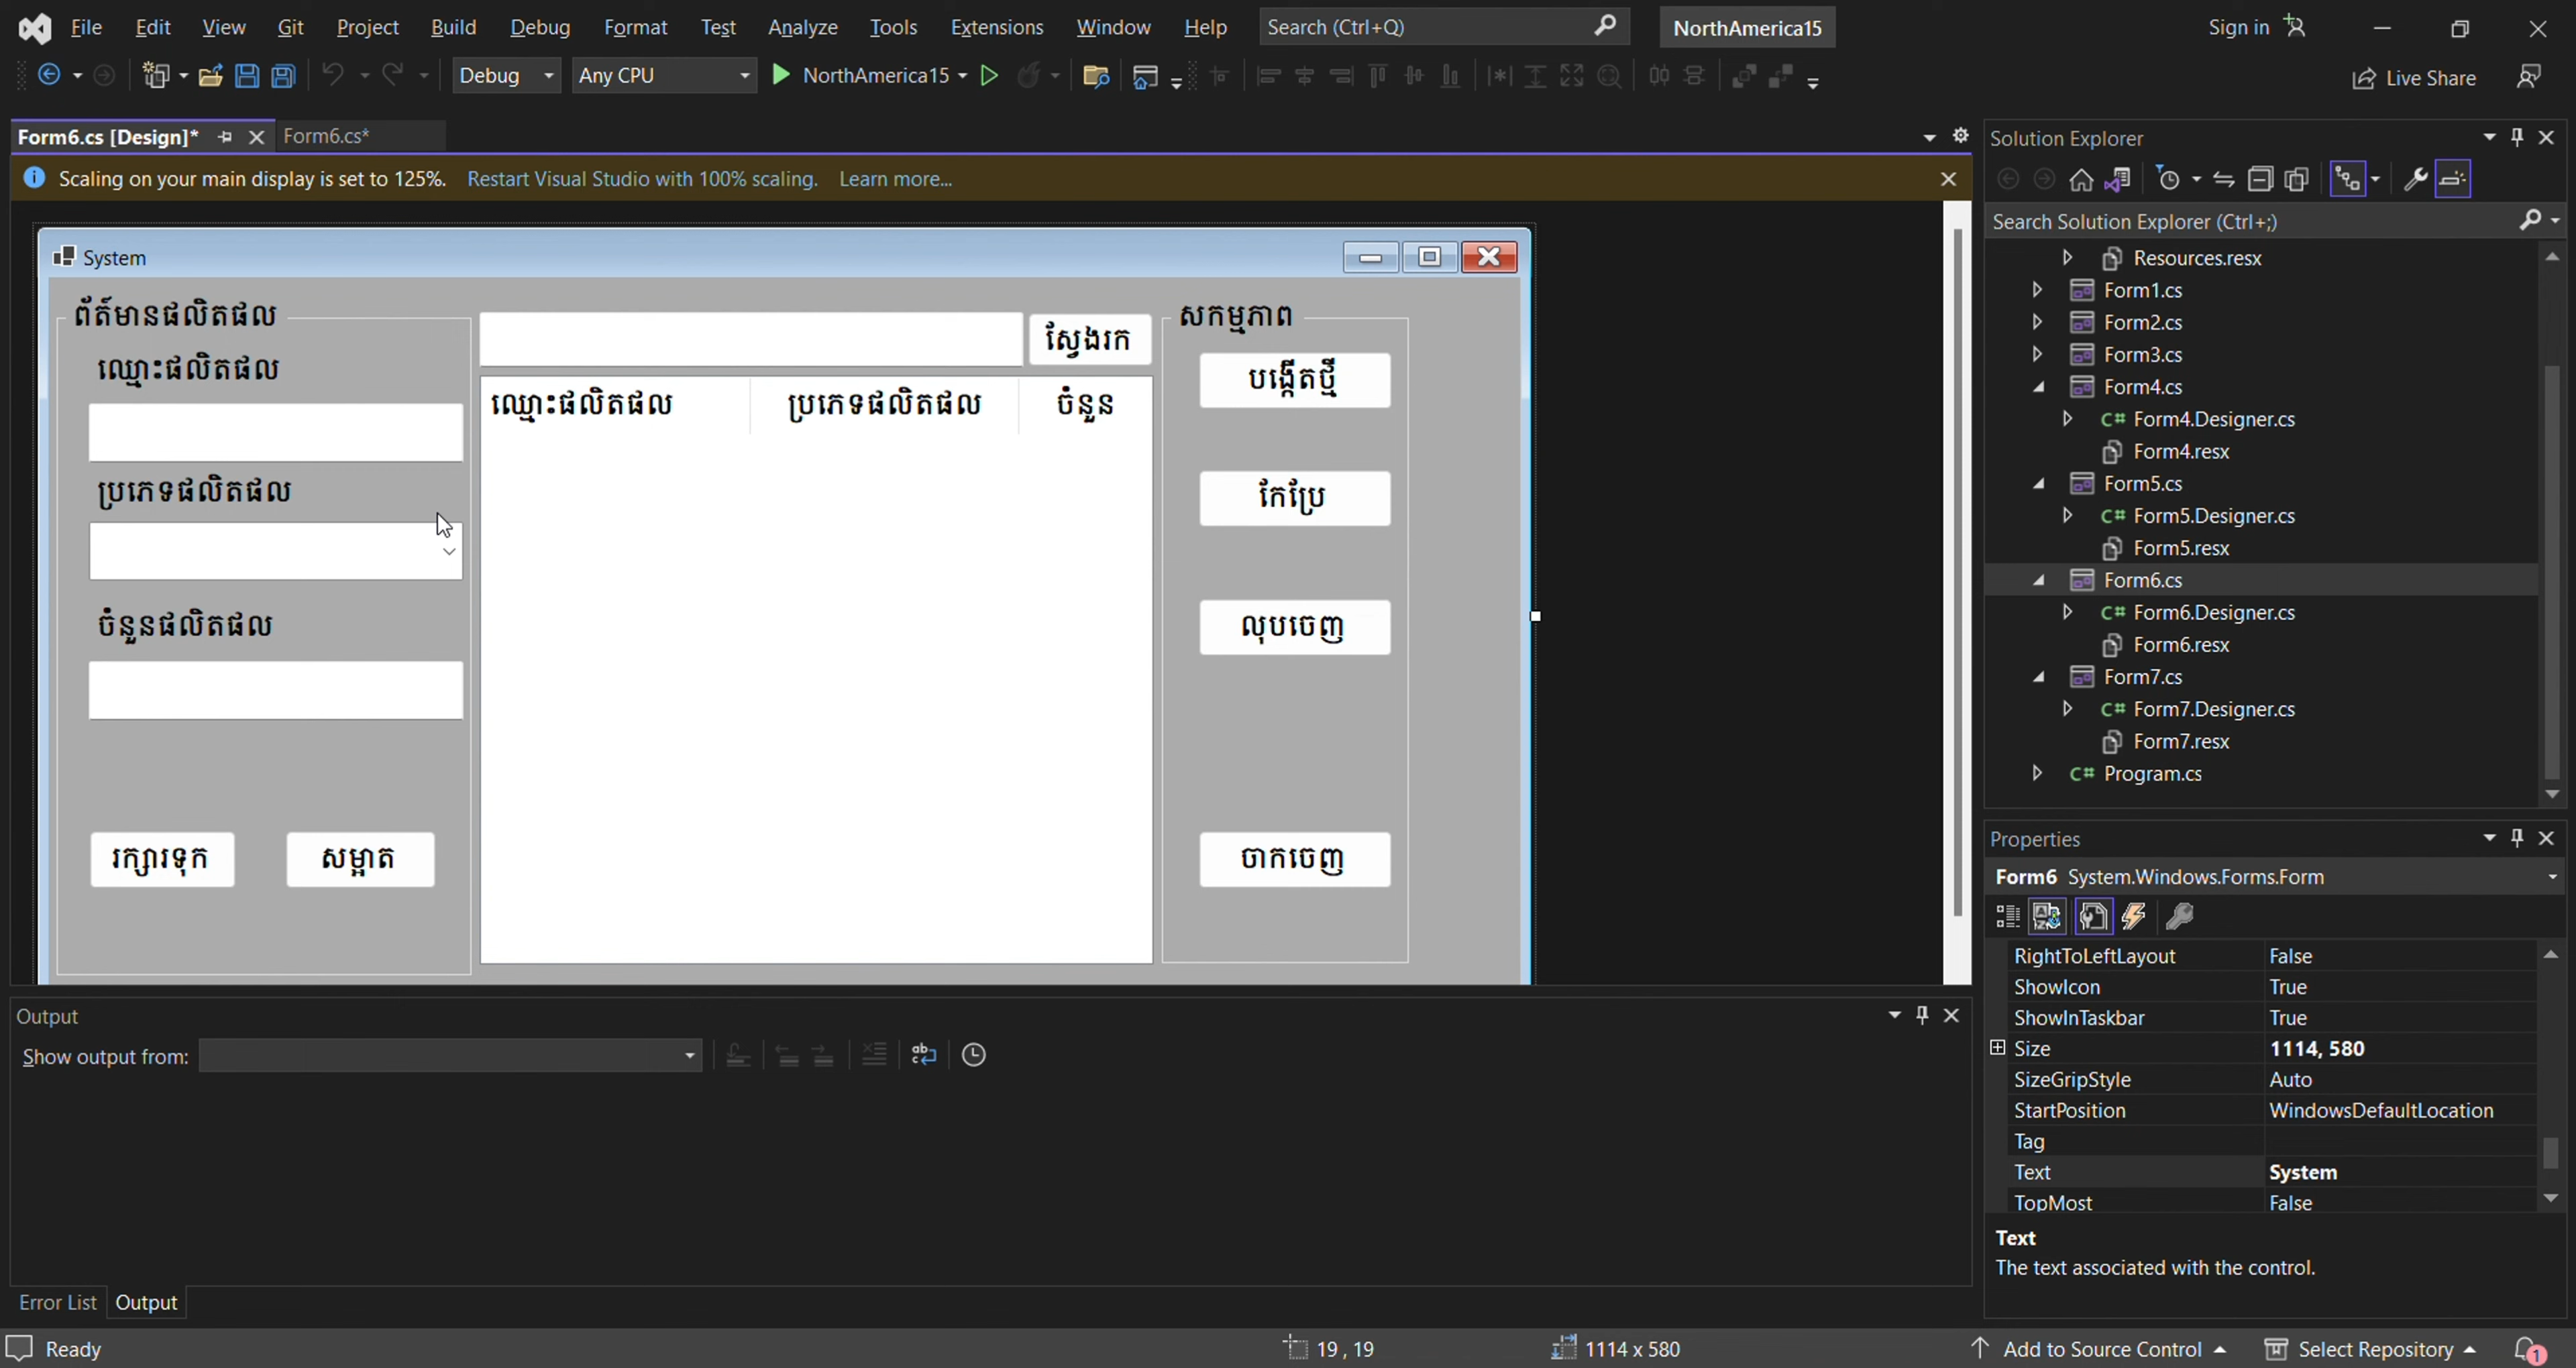 File Edit View Git Project Build Debug Format Test Analyze Tools Extensions Window Help Search (Ctrl+Q) NorthAmerica15 Sign in
Debug Any CPU NorthAmerica15 Live Share
Form6.cs [Design]* Form6.cs*
Scaling on your main display is set to 125%. Restart Visual Studio with 100% scaling. Learn more...
System
ព័ត៍មានផលិតផល
ឈ្មោះផលិតផល
ប្រភេទផលិតផល
ចំនួនផលិតផល
រក្សារទុក សម្អាត
ស្វែងរក
ឈ្មោះផលិតផល ប្រភេទផលិតផល ចំនួន
សកម្មភាព
បង្កើតថ្មី
កែប្រែ
លុបចេញ
ចាកចេញ
Output
Show output from:
Error List Output
Solution Explorer
Search Solution Explorer (Ctrl+;)
Resources.resx
Form1.cs
Form2.cs
Form3.cs
Form4.cs
C# Form4.Designer.cs
Form4.resx
Form5.cs
C# Form5.Designer.cs
Form5.resx
Form6.cs
C# Form6.Designer.cs
Form6.resx
Form7.cs
C# Form7.Designer.cs
Form7.resx
C# Program.cs
Properties
Form6 System.Windows.Forms.Form
RightToLeftLayout False
ShowIcon True
ShowInTaskbar True
Size 1114, 580
SizeGripStyle Auto
StartPosition WindowsDefaultLocation
Tag
Text System
TopMost False
Text
The text associated with the control.
Ready 19 , 19 1114 x 580 Add to Source Control Select Repository 1